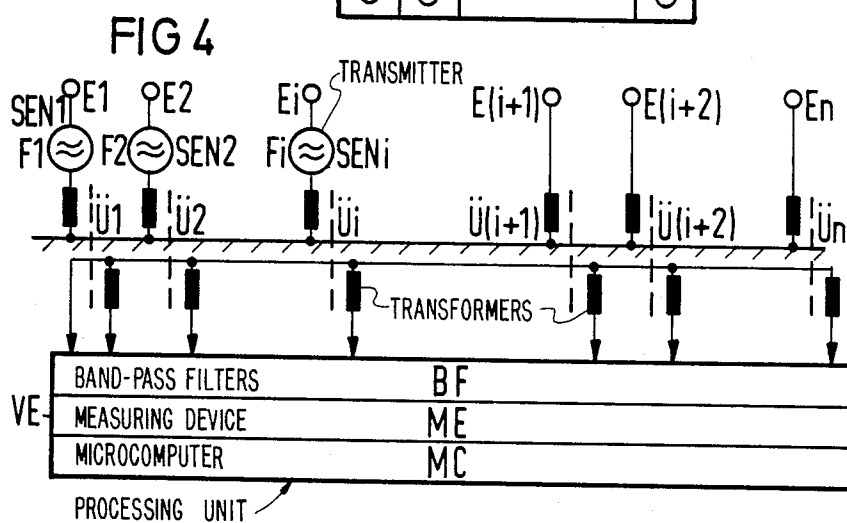 FIG 4
TRANSMITTER
SEN1 E1 E2 Ei E(i+1) E(i+2) En
F1 F2 SEN2 Fi SENi
Ü1 Ü2 Üi Ü(i+1) Ü(i+2) Ün
TRANSFORMERS
BAND-PASS FILTERS BF
VE MEASURING DEVICE ME
MICROCOMPUTER MC
PROCESSING UNIT